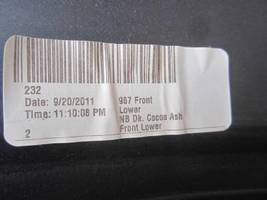 232
Date: 9/20/2011
Time: 11:10:08 PM
2
987 Front
Lower
NB Dk. Cocoa Ash
Front Lower